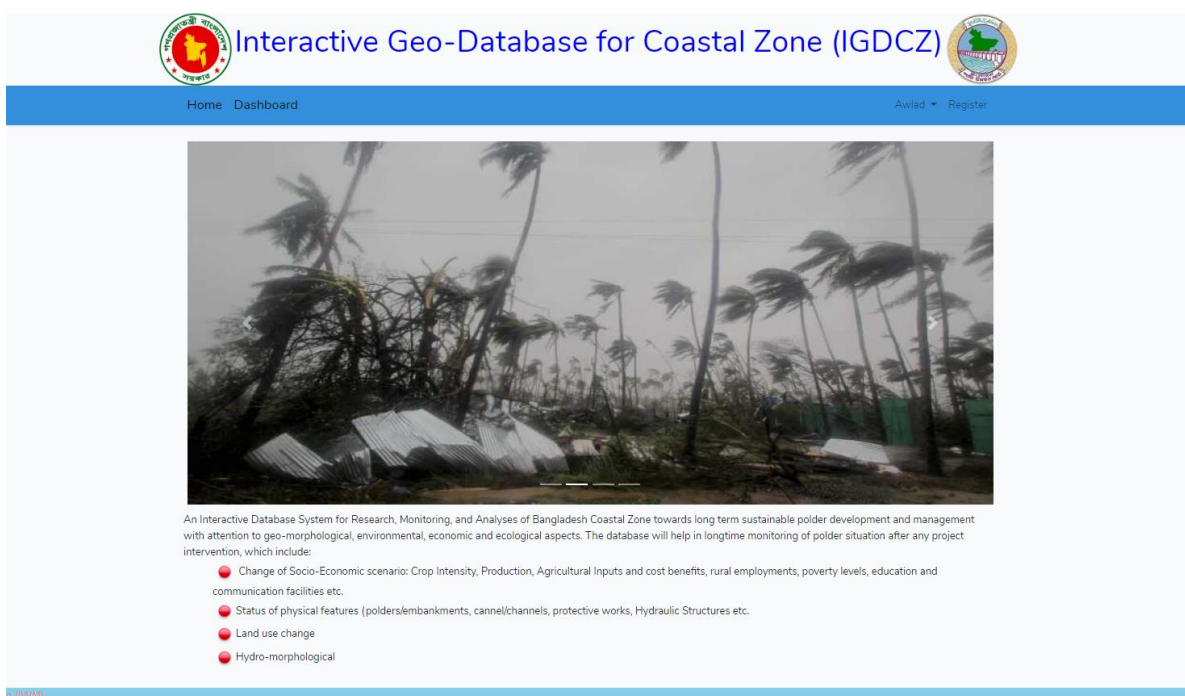 গণপ্রজাতন্ত্রী বাংলাদেশ
সরকার
Interactive Geo-Database for Coastal Zone (IGDCZ)
Home Dashboard Awlad Register
An Interactive Database System for Research, Monitoring, and Analyses of Bangladesh Coastal Zone towards long term sustainable polder development and management
with attention to geo-morphological, environmental, economic and ecological aspects. The database will help in longtime monitoring of polder situation after any project
intervention, which include:
Change of Socio-Economic scenario: Crop Intensity, Production, Agricultural Inputs and cost benefits, rural employments, poverty levels, education and
communication facilities etc.
Status of physical features (polders/embankments, cannel/channels, protective works, Hydraulic Structures etc.
Land use change
Hydro-morphological